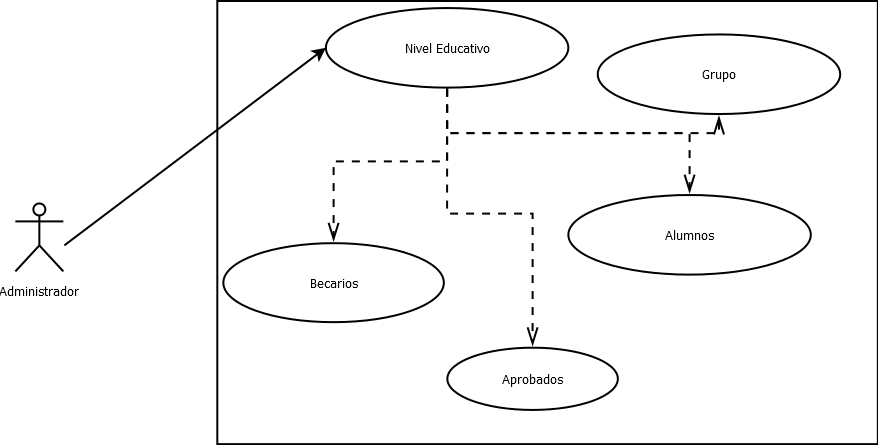 Nivel Educativo
Grupo
Alumnos
Administrador
Becarios
Aprobados